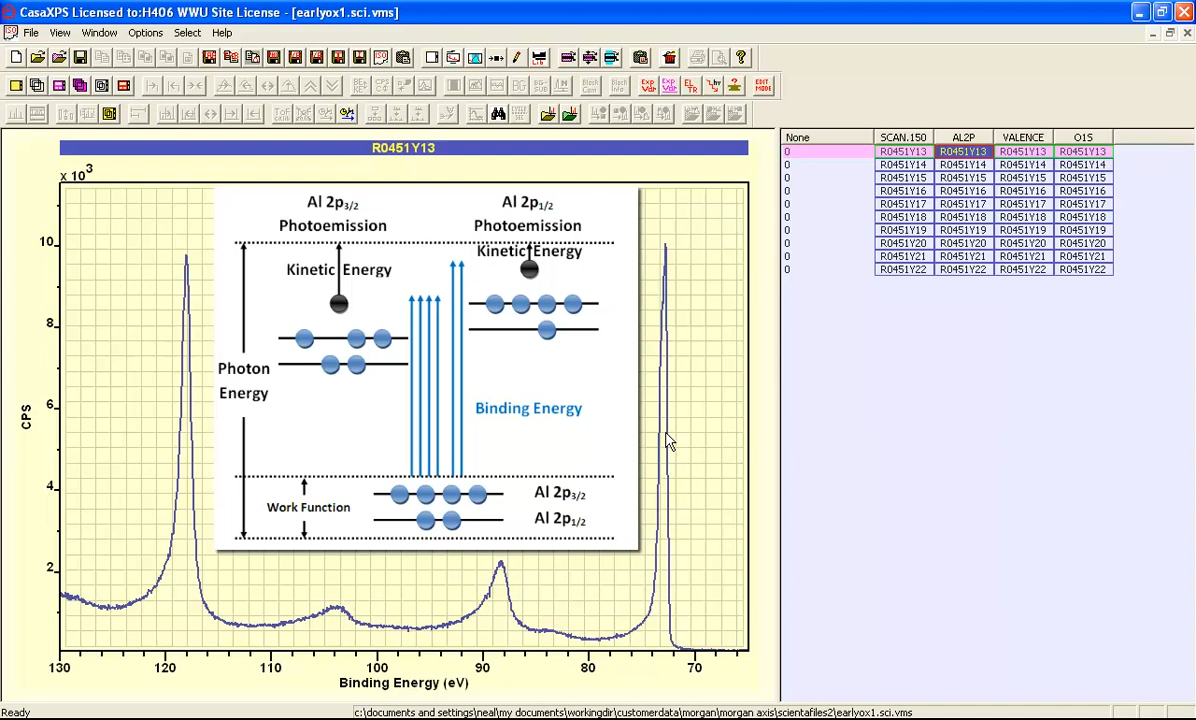 CasaXPS Licensed to:H406 WWU Site License - [earlyox1.sci.vms]
File View Window Options Select Help
R0451Y13
x 10³
CPS
10
8
6
4
2
130 120 110 100 90 80 70
Binding Energy (eV)
Al 2p3/2
Photoemission
Al 2p1/2
Photoemission
Kinetic Energy
Kinetic Energy
Photon
Energy
Binding Energy
Work Function
Al 2p3/2
Al 2p1/2
None SCAN.150 AL2P VALENCE O1S
0 R0451Y13 R0451Y13 R0451Y13 R0451Y13
0 R0451Y14 R0451Y14 R0451Y14 R0451Y14
0 R0451Y15 R0451Y15 R0451Y15 R0451Y15
0 R0451Y16 R0451Y16 R0451Y16 R0451Y16
0 R0451Y17 R0451Y17 R0451Y17 R0451Y17
0 R0451Y18 R0451Y18 R0451Y18 R0451Y18
0 R0451Y19 R0451Y19 R0451Y19 R0451Y19
0 R0451Y20 R0451Y20 R0451Y20 R0451Y20
0 R0451Y21 R0451Y21 R0451Y21 R0451Y21
0 R0451Y22 R0451Y22 R0451Y22 R0451Y22
Ready
c:\documents and settings\neal\my documents\workingdir\customerdata\morgan\morgan axis\scientafiles2\earlyox1.sci.vms